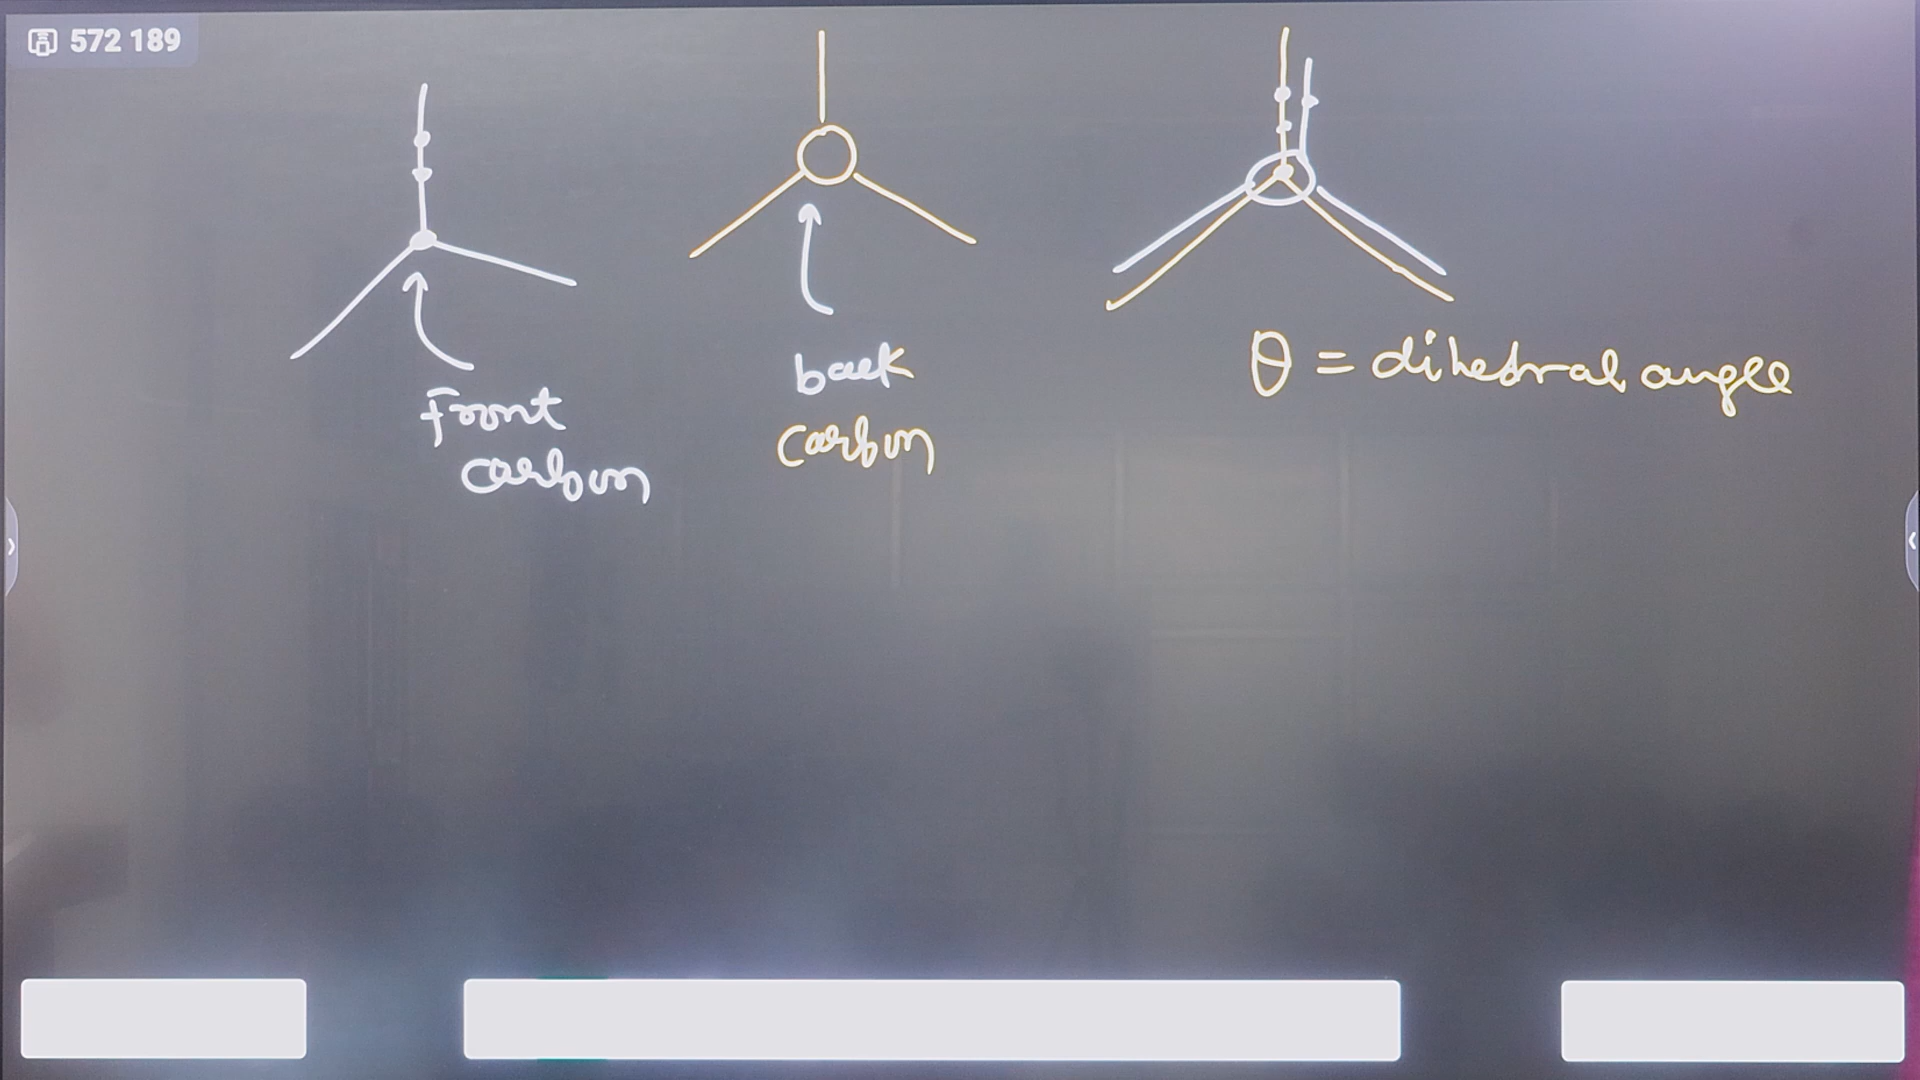 572 189
Front
carbon
back
carbon
θ = dihedral angle